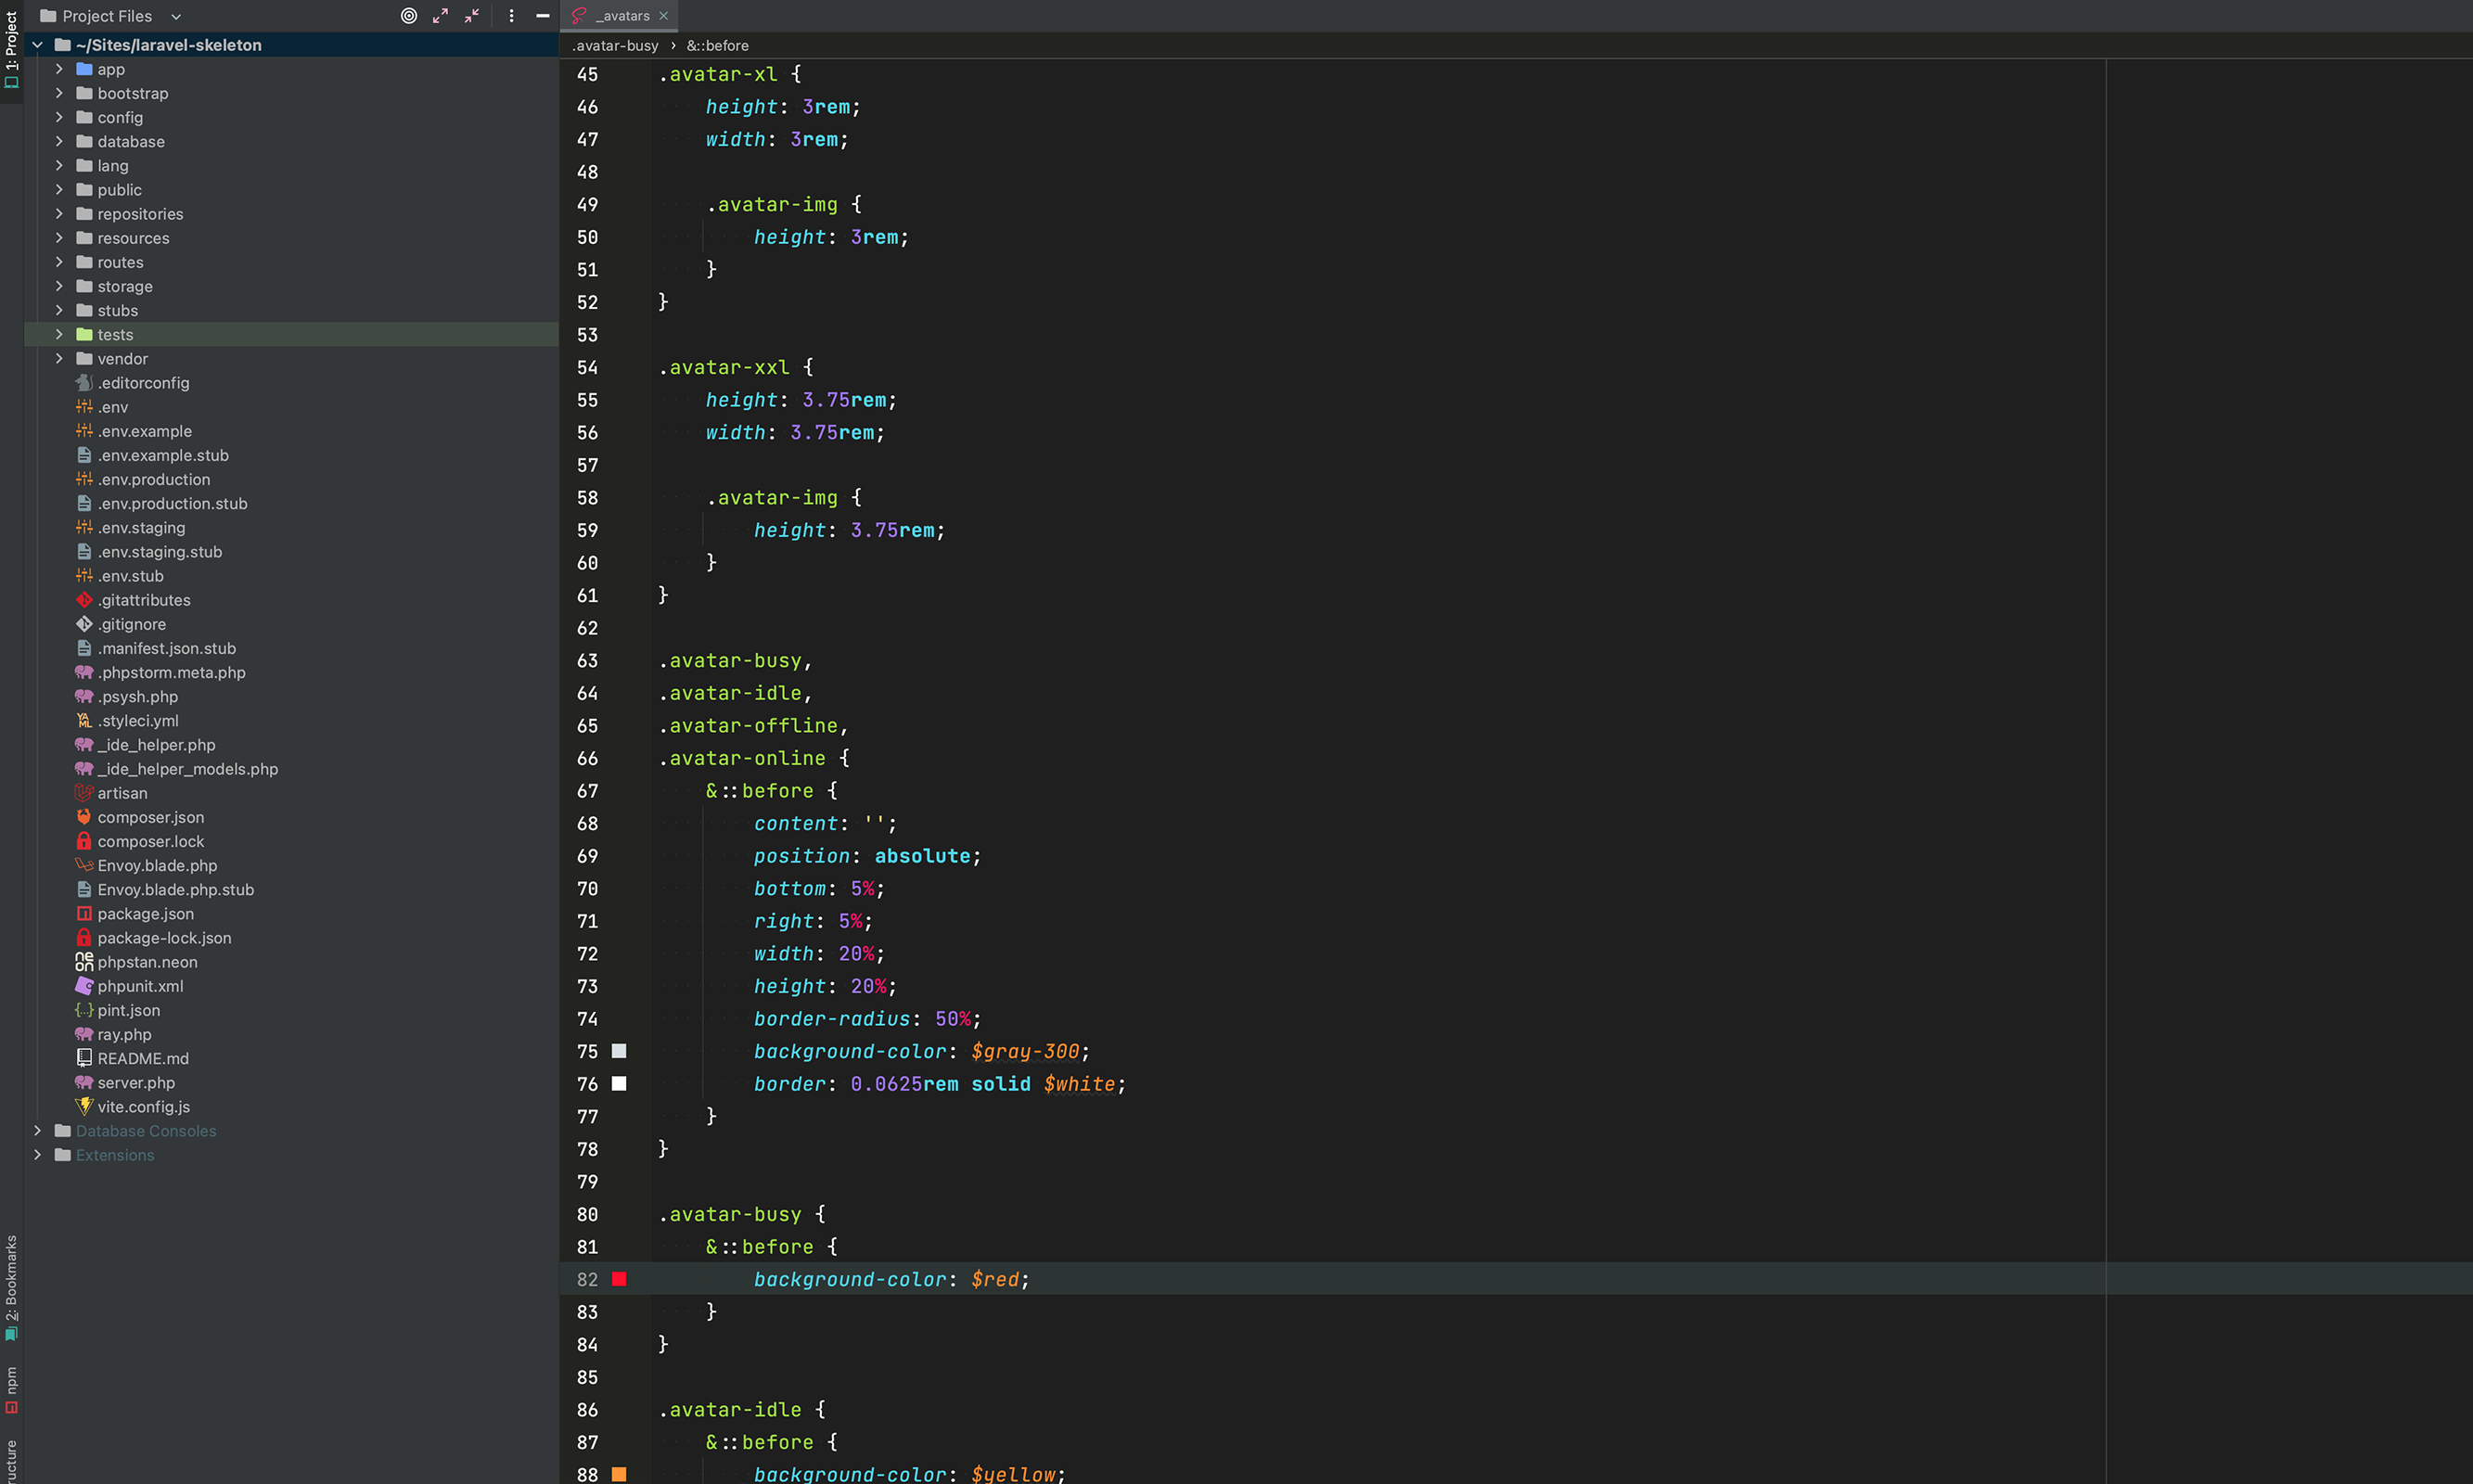 1: Project
2: Bookmarks
npm
ructure
Project Files
~/Sites/laravel-skeleton
app
bootstrap
config
database
lang
public
repositories
resources
routes
storage
stubs
tests
vendor
.editorconfig
.env
.env.example
.env.example.stub
.env.production
.env.production.stub
.env.staging
.env.staging.stub
.env.stub
.gitattributes
.gitignore
.manifest.json.stub
.phpstorm.meta.php
.psysh.php
.styleci.yml
_ide_helper.php
_ide_helper_models.php
artisan
composer.json
composer.lock
Envoy.blade.php
Envoy.blade.php.stub
package.json
package-lock.json
phpstan.neon
phpunit.xml
pint.json
ray.php
README.md
server.php
vite.config.js
Database Consoles
Extensions
_avatars
.avatar-busy › &::before
45 .avatar-xl {
46 height: 3rem;
47 width: 3rem;
48
49 .avatar-img {
50 height: 3rem;
51 }
52 }
53
54 .avatar-xxl {
55 height: 3.75rem;
56 width: 3.75rem;
57
58 .avatar-img {
59 height: 3.75rem;
60 }
61 }
62
63 .avatar-busy,
64 .avatar-idle,
65 .avatar-offline,
66 .avatar-online {
67 &::before {
68 content: '';
69 position: absolute;
70 bottom: 5%;
71 right: 5%;
72 width: 20%;
73 height: 20%;
74 border-radius: 50%;
75 background-color: $gray-300;
76 border: 0.0625rem solid $white;
77 }
78 }
79
80 .avatar-busy {
81 &::before {
82 background-color: $red;
83 }
84 }
85
86 .avatar-idle {
87 &::before {
88 background-color: $yellow;